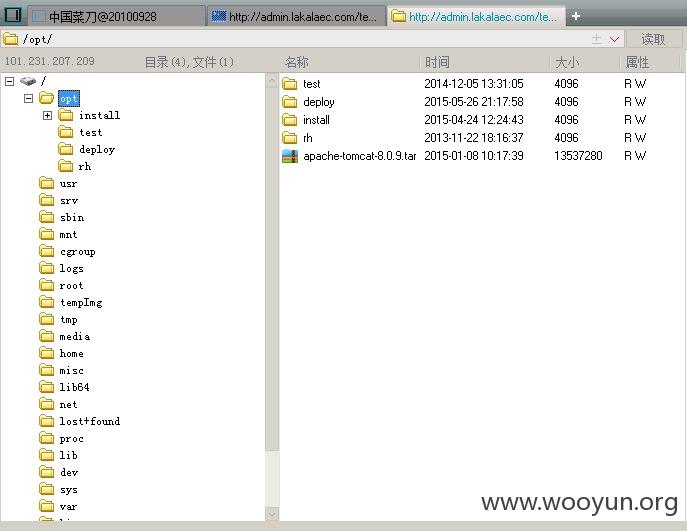 中国菜刀@20100928 http://admin.lakalaec.com/te... http://admin.lakalaec.com/te... +
/opt/ 读取
101.231.207.209 目录(4),文件(1) 名称 时间 大小 属性
/
opt
install
test
deploy
rh
usr
srv
sbin
mnt
cgroup
logs
root
tempImg
tmp
media
home
misc
lib64
net
lost+found
proc
lib
dev
sys
var
test 2014-12-05 13:31:05 4096 R W
deploy 2015-05-26 21:17:58 4096 R W
install 2015-04-24 12:24:43 4096 R W
rh 2013-11-22 18:16:37 4096 R W
apache-tomcat-8.0.9.tar 2015-01-08 10:17:39 13537280 R W
www.wooyun.org